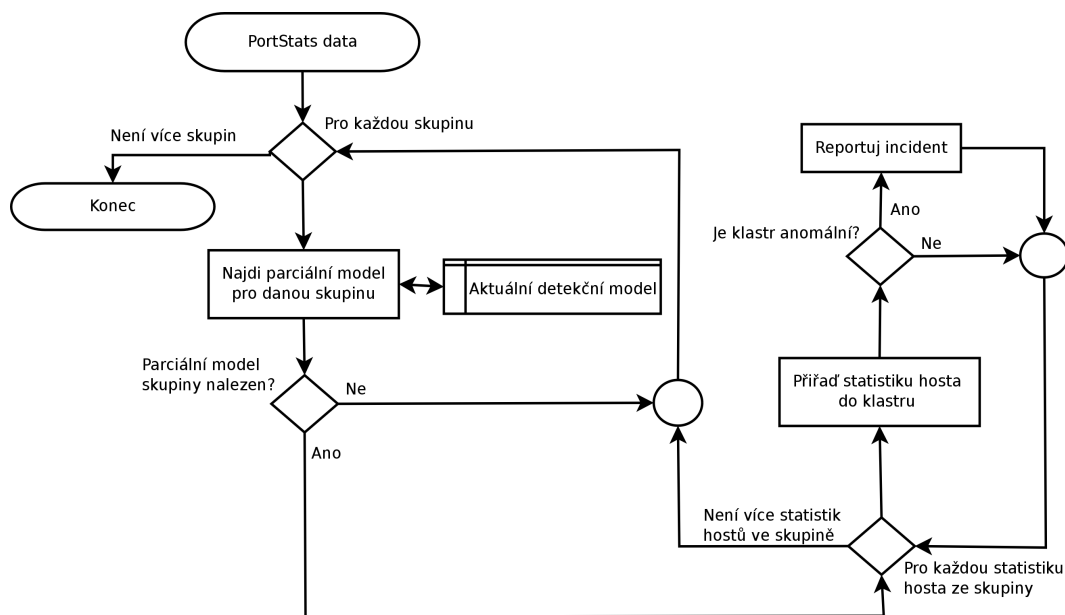 PortStats data
Pro každou skupinu
Není více skupin
Konec
Najdi parciální model
pro danou skupinu
Aktuální detekční model
Parciální model
skupiny nalezen?
Ne
Ano
Reportuj incident
Ano
Je klastr anomální?
Ne
Přiřaď statistiku hosta
do klastru
Není více statistik
hostů ve skupině
Pro každou statistiku
hosta ze skupiny